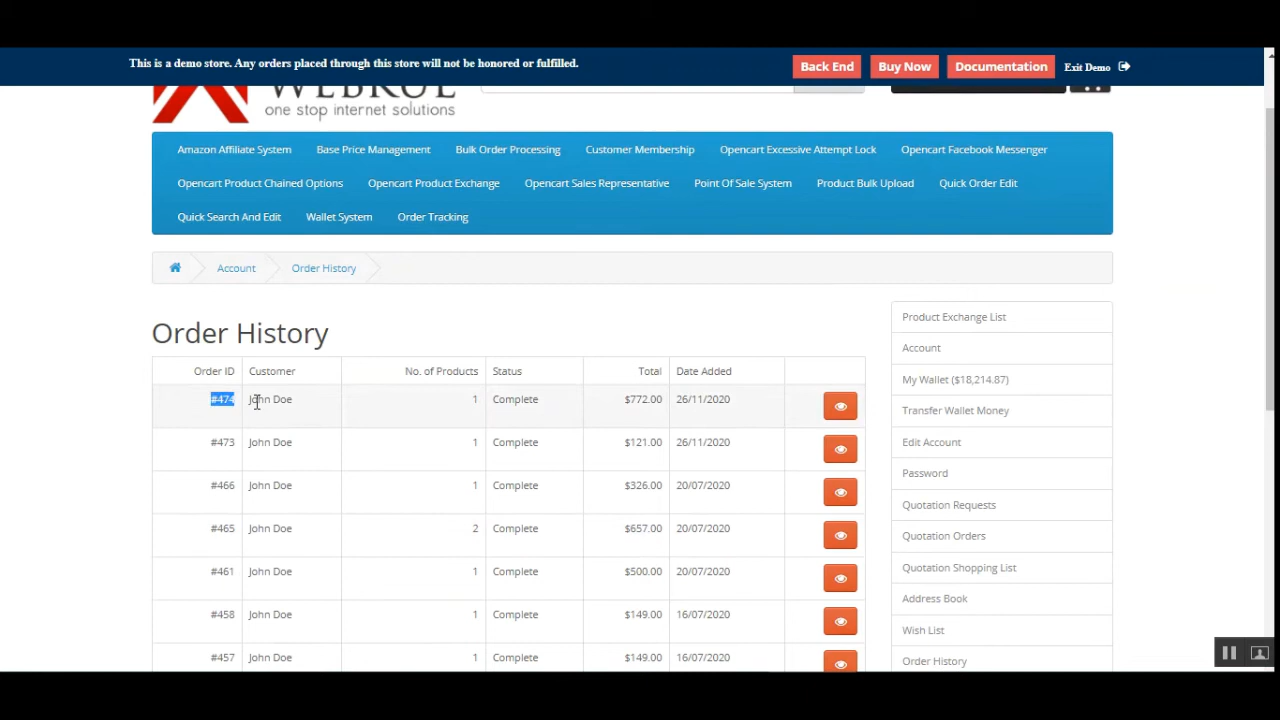 This is a demo store. Any orders placed through this store will not be honored or fulfilled.
Back End Buy Now Documentation Exit Demo
one stop internet solutions
Amazon Affiliate System Base Price Management Bulk Order Processing Customer Membership Opencart Excessive Attempt Lock Opencart Facebook Messenger
Opencart Product Chained Options Opencart Product Exchange Opencart Sales Representative Point Of Sale System Product Bulk Upload Quick Order Edit
Quick Search And Edit Wallet System Order Tracking
Account Order History
Order History
Order ID Customer No. of Products Status Total Date Added
#474 John Doe 1 Complete $772.00 26/11/2020
#473 John Doe 1 Complete $121.00 26/11/2020
#466 John Doe 1 Complete $326.00 20/07/2020
#465 John Doe 2 Complete $657.00 20/07/2020
#461 John Doe 1 Complete $500.00 20/07/2020
#458 John Doe 1 Complete $149.00 16/07/2020
#457 John Doe 1 Complete $149.00 16/07/2020
Product Exchange List
Account
My Wallet ($18,214.87)
Transfer Wallet Money
Edit Account
Password
Quotation Requests
Quotation Orders
Quotation Shopping List
Address Book
Wish List
Order History